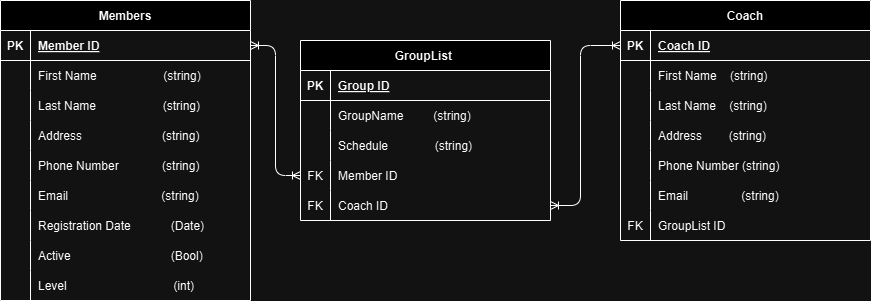 Members
PK Member ID
First Name (string)
Last Name (string)
Address (string)
Phone Number (string)
Email (string)
Registration Date (Date)
Active (Bool)
Level (int)
GroupList
PK Group ID
GroupName (string)
Schedule (string)
FK Member ID
FK Coach ID
Coach
PK Coach ID
First Name (string)
Last Name (string)
Address (string)
Phone Number (string)
Email (string)
FK GroupList ID